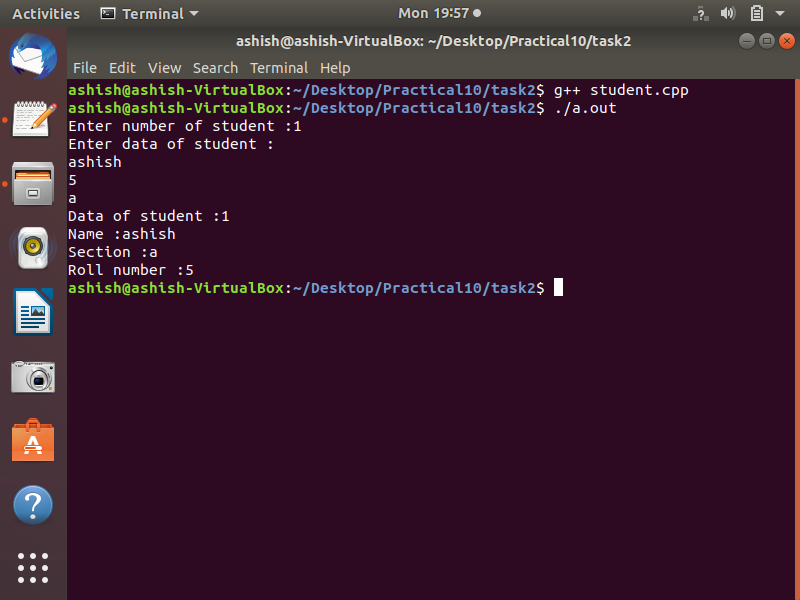 Activities Terminal Mon 19:57
ashish@ashish-VirtualBox: ~/Desktop/Practical10/task2
File Edit View Search Terminal Help
ashish@ashish-VirtualBox:~/Desktop/Practical10/task2$ g++ student.cpp
ashish@ashish-VirtualBox:~/Desktop/Practical10/task2$ ./a.out
Enter number of student :1
Enter data of student :
ashish
5
a
Data of student :1
Name :ashish
Section :a
Roll number :5
ashish@ashish-VirtualBox:~/Desktop/Practical10/task2$